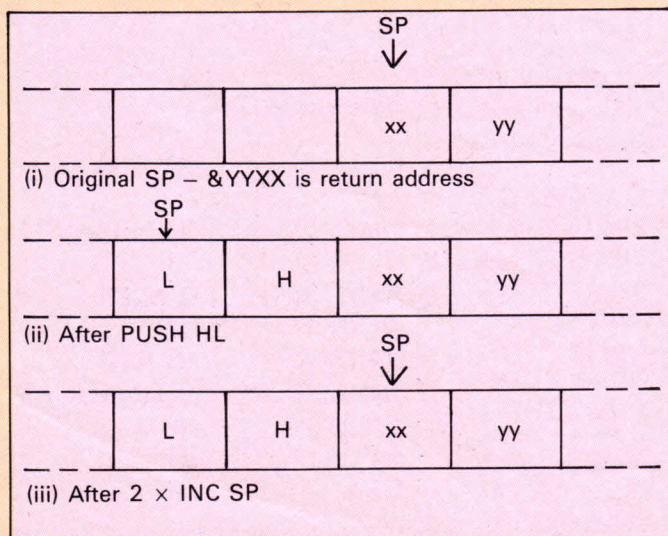 SP
xx yy
(i) Original SP – &YYXX is return address
SP
L H xx yy
(ii) After PUSH HL
SP
L H xx yy
(iii) After 2 × INC SP